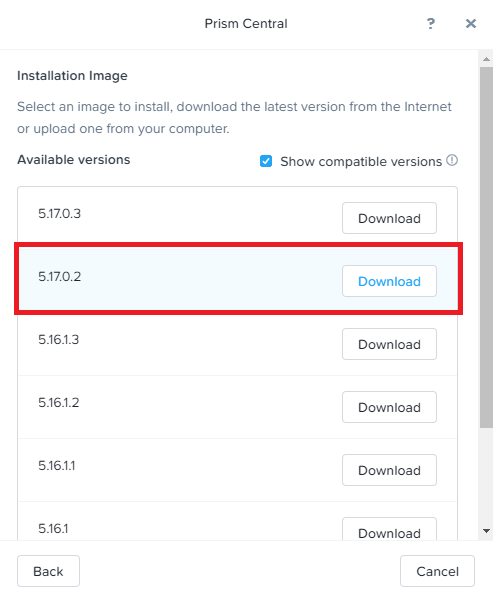 Prism Central
?
Installation Image
Select an image to install, download the latest version from the Internet
or upload one from your computer.
Available versions
Show compatible versions
5.17.0.3 Download
5.17.0.2 Download
5.16.1.3 Download
5.16.1.2 Download
5.16.1.1 Download
5.16.1 Download
Back Cancel